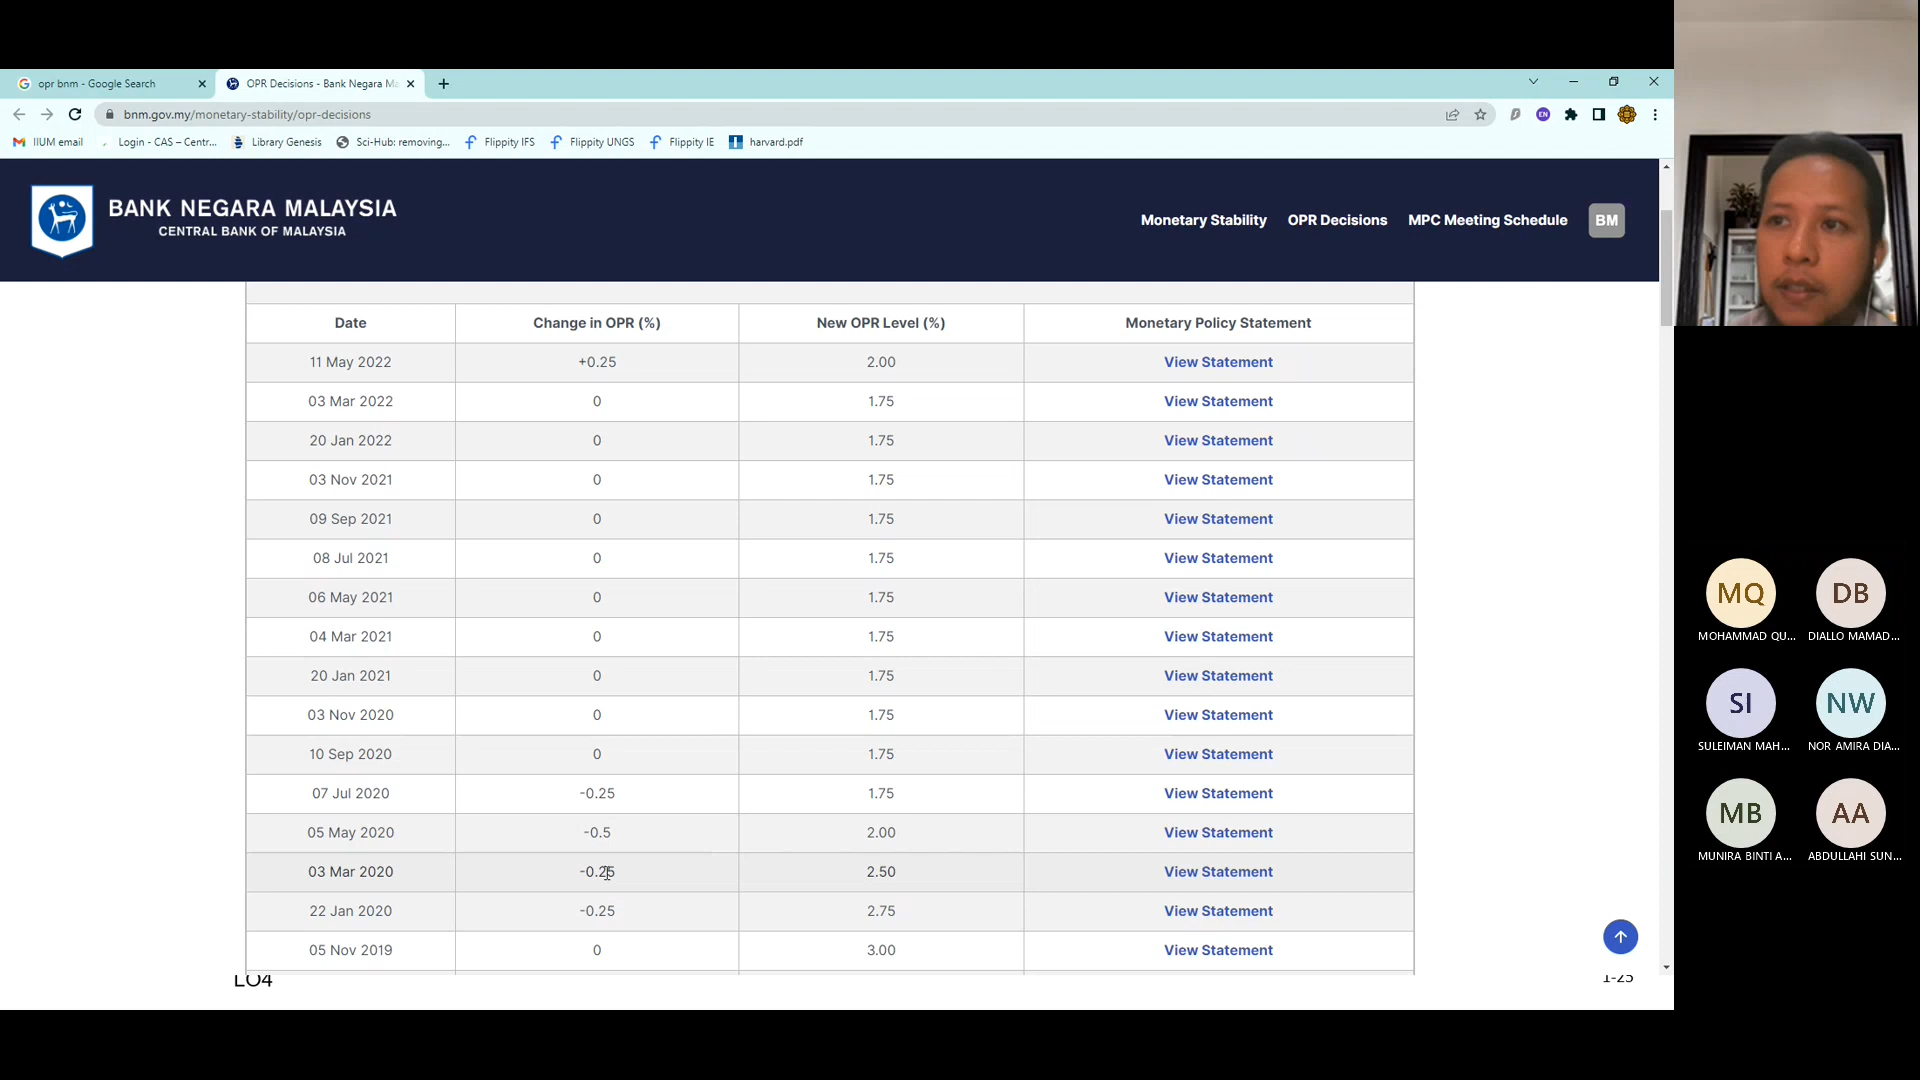 opr bnm - Google Search
OPR Decisions - Bank Negara Ma
bnm.gov.my/monetary-stability/opr-decisions
EN
IIUM email
Login - CAS – Centr...
Library Genesis
Sci-Hub: removing...
Flippity IFS
Flippity UNGS
Flippity IE
harvard.pdf
BANK NEGARA MALAYSIA
CENTRAL BANK OF MALAYSIA
Monetary Stability OPR Decisions MPC Meeting Schedule BM
Date Change in OPR (%) New OPR Level (%) Monetary Policy Statement
11 May 2022 +0.25 2.00 View Statement
03 Mar 2022 0 1.75 View Statement
20 Jan 2022 0 1.75 View Statement
03 Nov 2021 0 1.75 View Statement
09 Sep 2021 0 1.75 View Statement
08 Jul 2021 0 1.75 View Statement
06 May 2021 0 1.75 View Statement
04 Mar 2021 0 1.75 View Statement
20 Jan 2021 0 1.75 View Statement
03 Nov 2020 0 1.75 View Statement
10 Sep 2020 0 1.75 View Statement
07 Jul 2020 -0.25 1.75 View Statement
05 May 2020 -0.5 2.00 View Statement
03 Mar 2020 -0.25 2.50 View Statement
22 Jan 2020 -0.25 2.75 View Statement
05 Nov 2019 0 3.00 View Statement
LO4
1-25
MQ DB
MOHAMMAD QU... DIALLO MAMAD...
SI NW
SULEIMAN MAH... NOR AMIRA DIA...
MB AA
MUNIRA BINTI A... ABDULLAHI SUN...